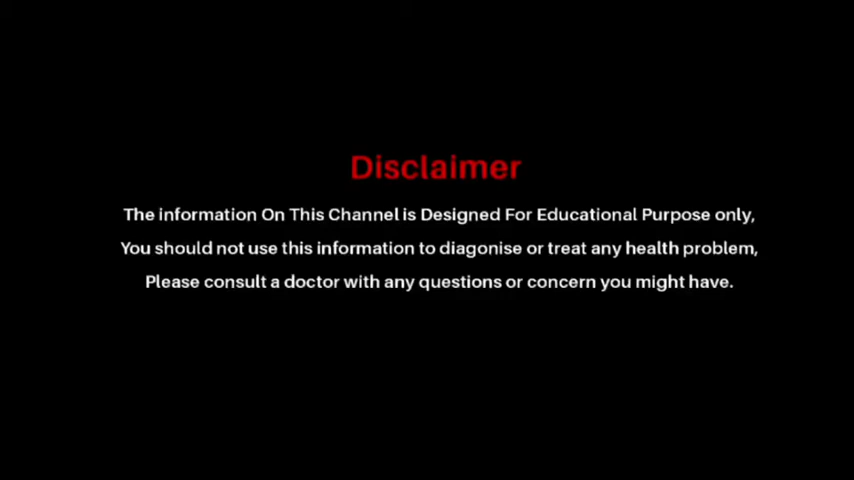 Disclaimer
The information On This Channel is Designed For Educational Purpose only,
You should not use this information to diagonise or treat any health problem,
Please consult a doctor with any questions or concern you might have.